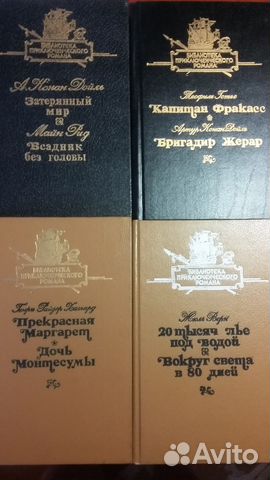 БИБЛИОТЕКА
ПРИКЛЮЧЕНЧЕСКОГО
РОМАНА
А. Конан Дойль
Затерянный
мир
Майн Рид
Всадник
без головы
БИБЛИОТЕКА
ПРИКЛЮЧЕНЧЕСКОГО
РОМАНА
Теофиль Готье
Капитан Фракасс
Артур Конан Дойль
Бригадир Жерар
БИБЛИОТЕКА
ПРИКЛЮЧЕНЧЕСКОГО
РОМАНА
Генри Райдер Хаггард
Прекрасная
Маргарет
Дочь
Монтесумы
БИБЛИОТЕКА
ПРИКЛЮЧЕНЧЕСКОГО
РОМАНА
Жюль Верн
20 тысяч лье
под водой
Вокруг света
в 80 дней
Avito